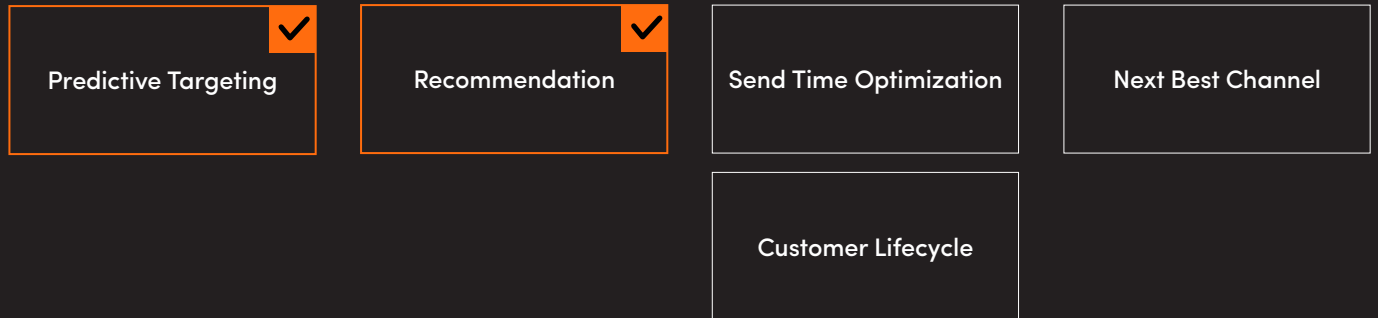 Predictive Targeting
Recommendation
Send Time Optimization
Next Best Channel
Customer Lifecycle